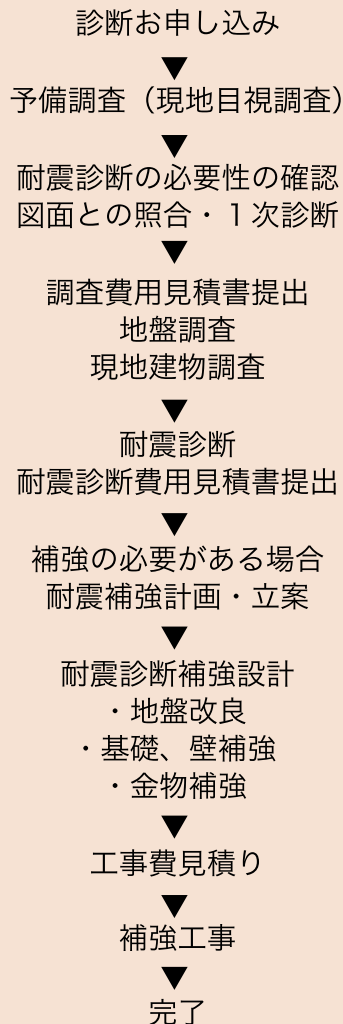 診断お申し込み
▼
予備調査（現地目視調査）
▼
耐震診断の必要性の確認
図面との照合・１次診断
▼
調査費用見積書提出
地盤調査
現地建物調査
▼
耐震診断
耐震診断費用見積書提出
▼
補強の必要がある場合
耐震補強計画・立案
▼
耐震診断補強設計
・地盤改良
・基礎、壁補強
・金物補強
▼
工事費見積り
▼
補強工事
▼
完了